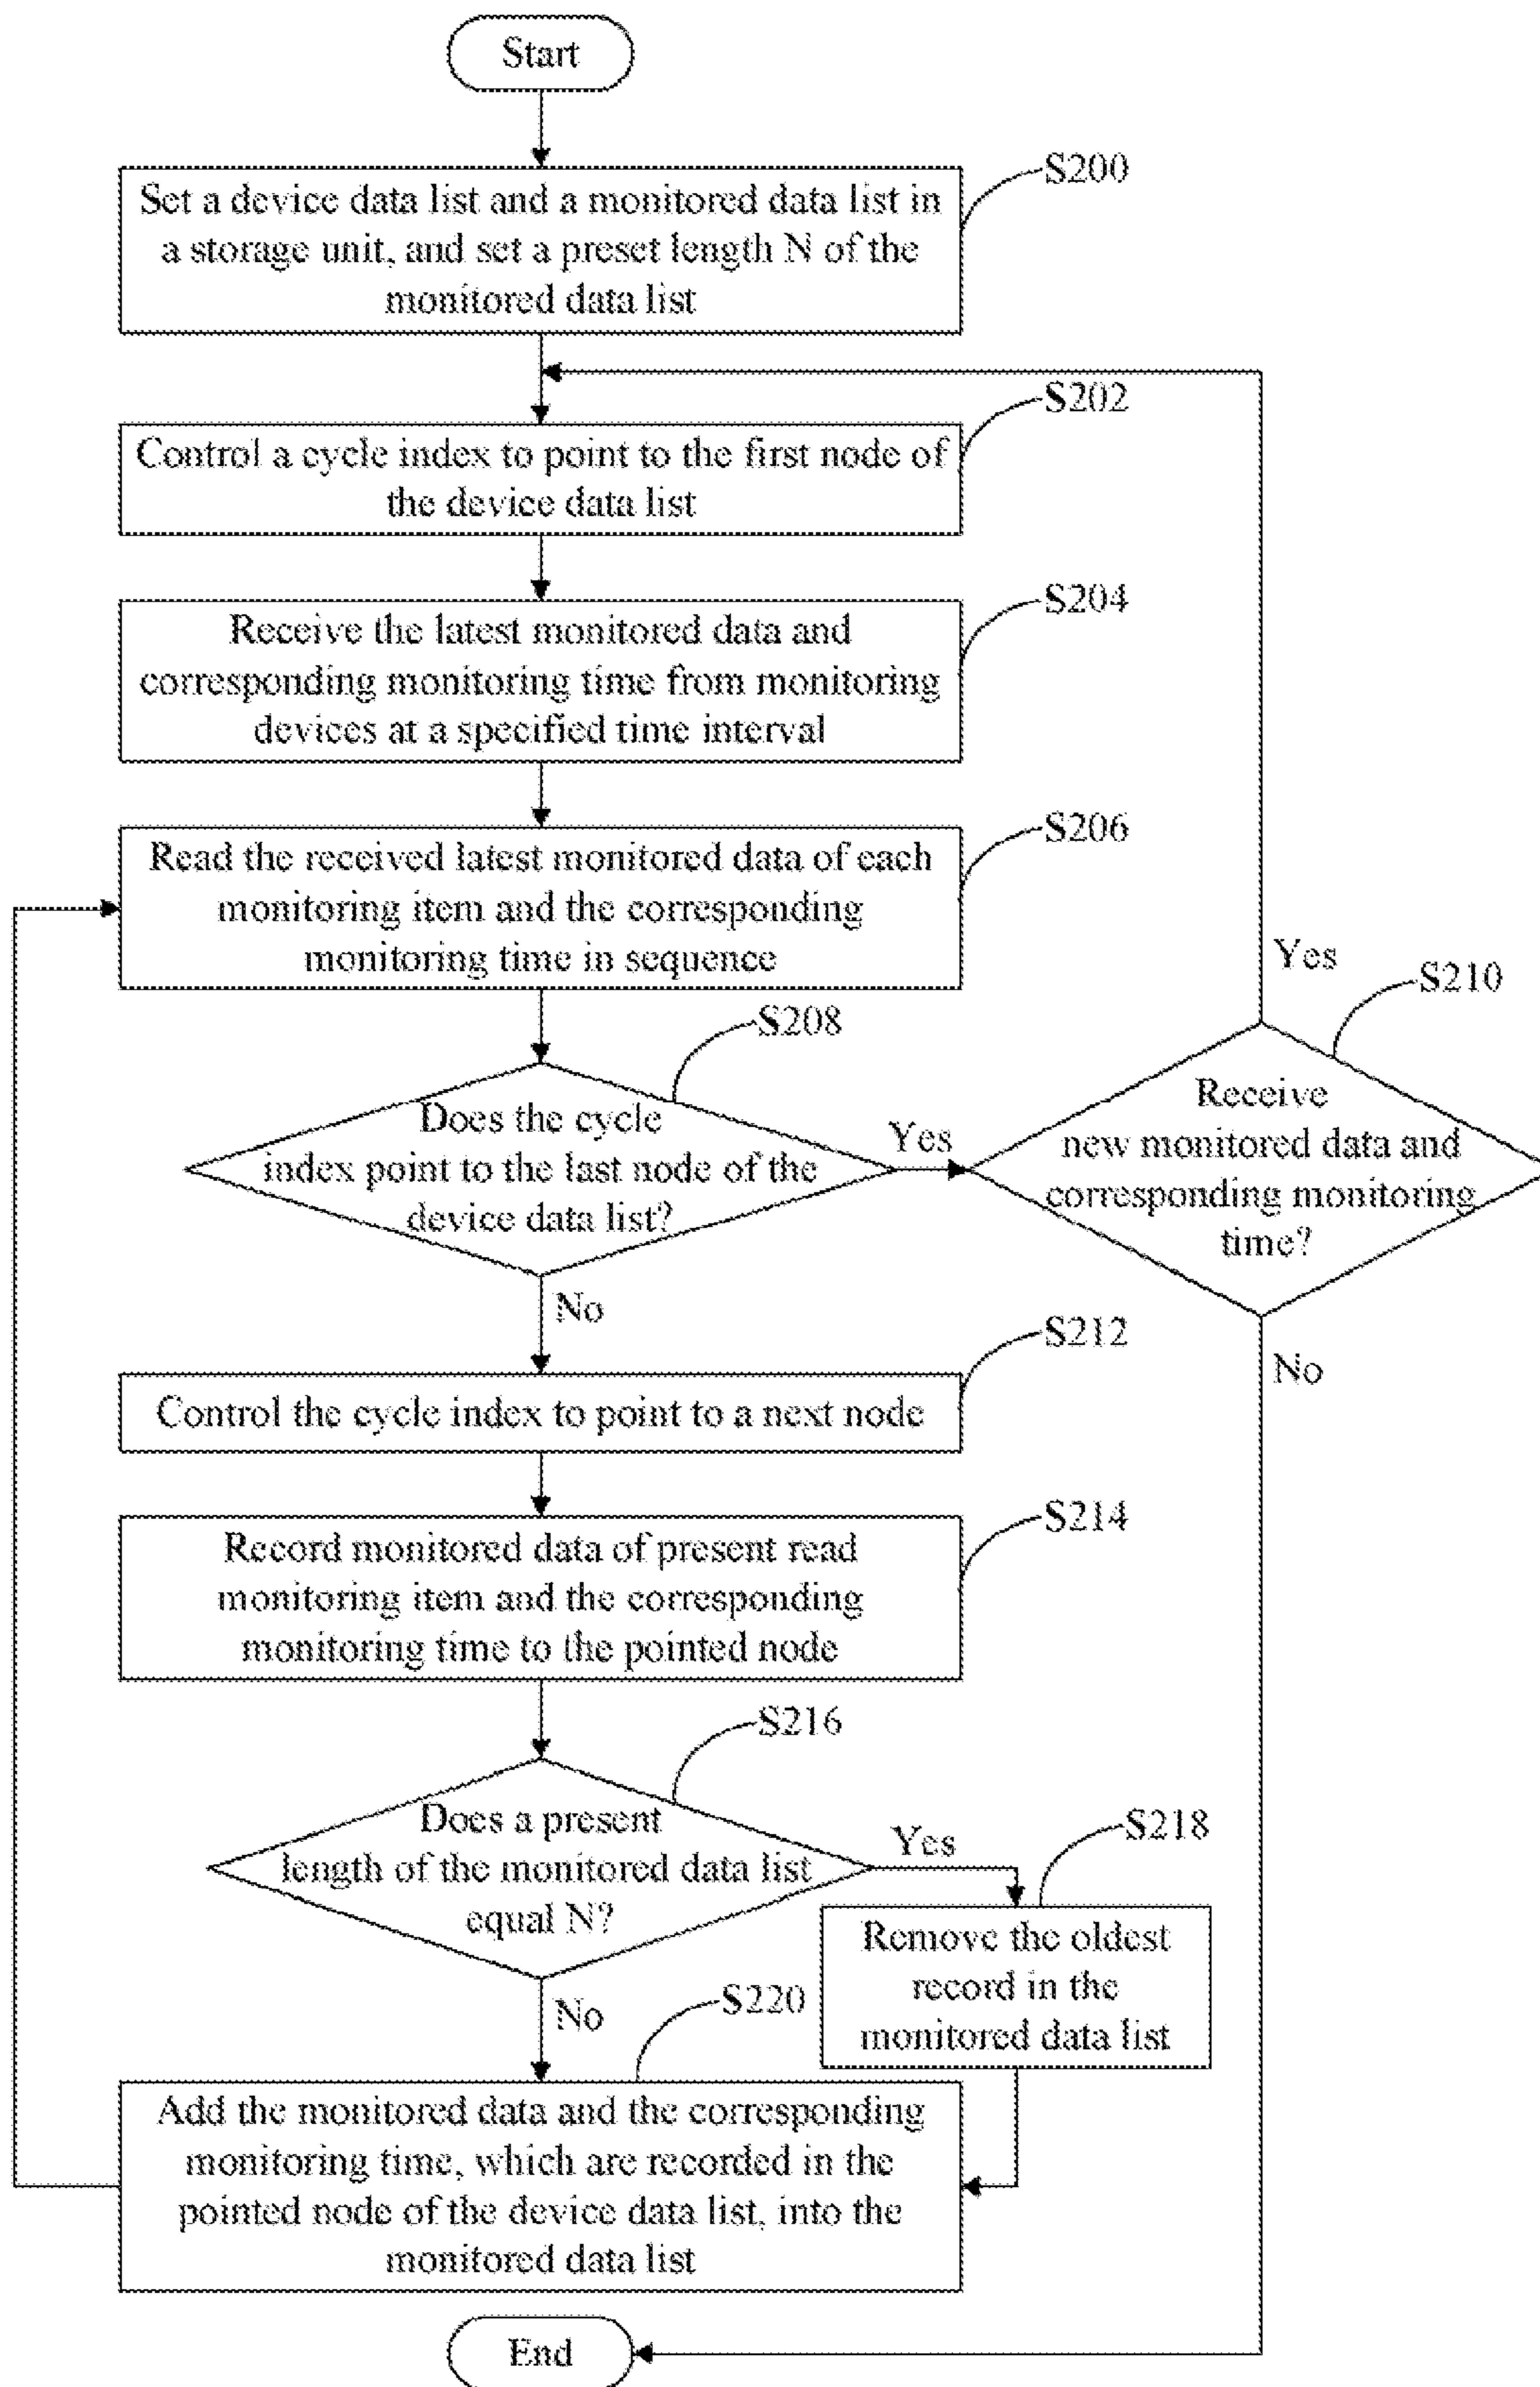 Start
S200
Set a device data list and a monitored data list in
a storage unit, and set a preset length N of the
monitored data list
S202
Control a cycle index to point to the first node of
the device data list
S204
Receive the latest monitored data and
corresponding monitoring time from monitoring
devices at a specified time interval
S206
Read the received latest monitored data of each
monitoring item and the corresponding
monitoring time in sequence
Yes
S210
S208
Does the cycle
index point to the last node of the
device data list?
Yes
Receive
new monitored data and
corresponding monitoring
time?
No
S212
No
Control the cycle index to point to a next node
S214
Record monitored data of present read
monitoring item and the corresponding
monitoring time to the pointed node
S216
Does a present
length of the monitored data list
equal N?
Yes
S218
Remove the oldest
record in the
monitored data list
No
S220
Add the monitored data and the corresponding
monitoring time, which are recorded in the
pointed node of the device data list, into the
monitored data list
End